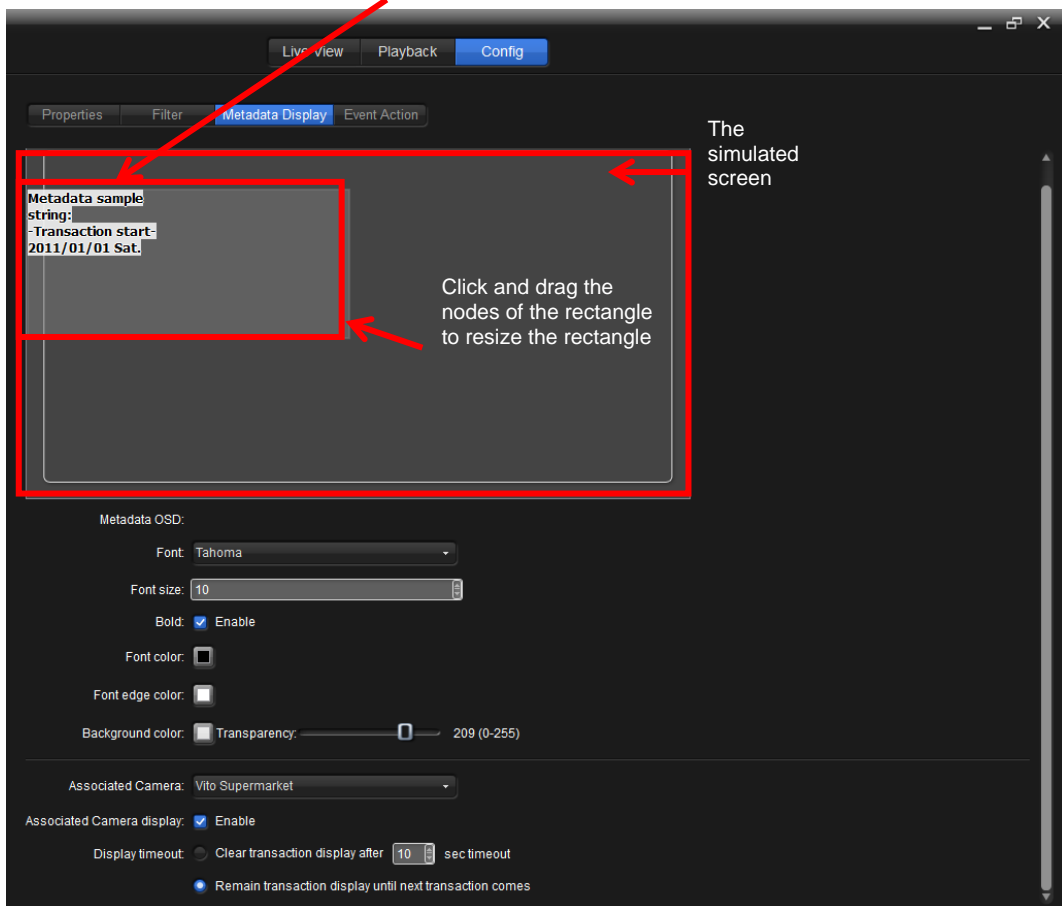 Live View Playback Config
Properties Filter Metadata Display Event Action
The
simulated
screen
Metadata sample
string:
-Transaction start-
2011/01/01 Sat.
Click and drag the
nodes of the rectangle
to resize the rectangle
Metadata OSD:
Font: Tahoma
Font size: 10
Bold: Enable
Font color:
Font edge color:
Background color: Transparency: 209 (0-255)
Associated Camera: Vito Supermarket
Associated Camera display: Enable
Display timeout: Clear transaction display after 10 sec timeout
Remain transaction display until next transaction comes